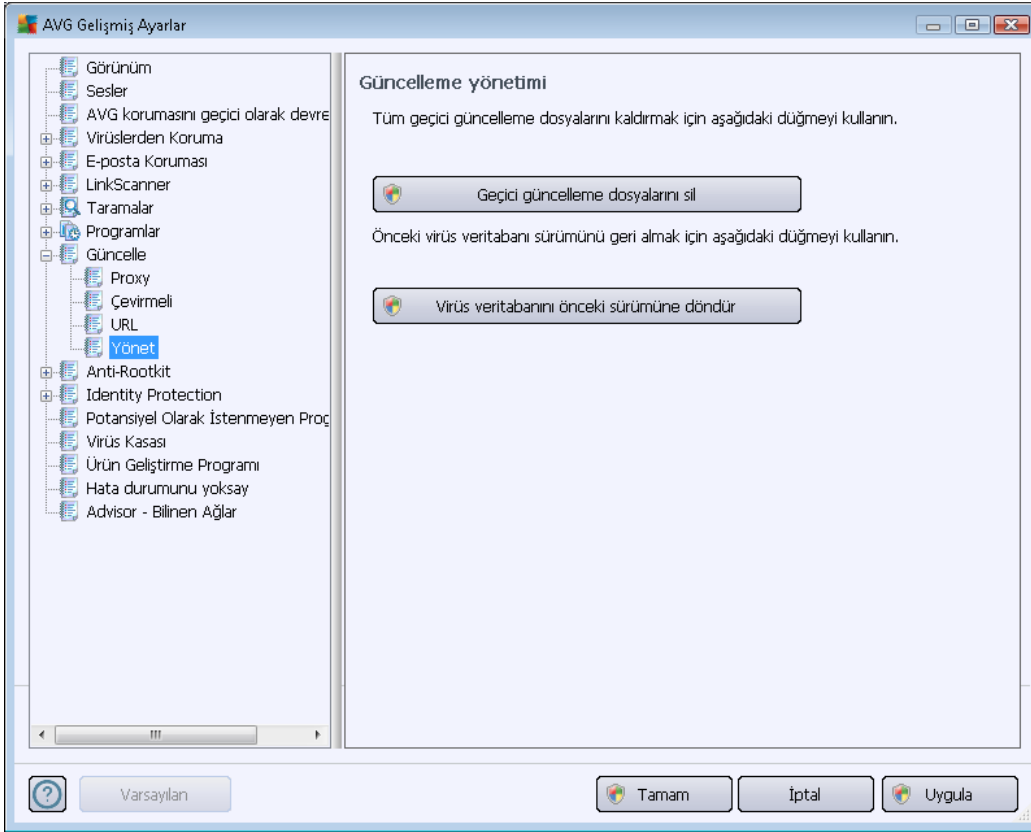 AVG Gelişmiş Ayarlar
Görünüm
Sesler
AVG korumasını geçici olarak devre
Virüslerden Koruma
E-posta Koruması
LinkScanner
Taramalar
Programlar
Güncelle
Proxy
Çevirmeli
URL
Yönet
Anti-Rootkit
Identity Protection
Potansiyel Olarak İstenmeyen Prog
Virüs Kasası
Ürün Geliştirme Programı
Hata durumunu yoksay
Advisor - Bilinen Ağlar
Güncelleme yönetimi
Tüm geçici güncelleme dosyalarını kaldırmak için aşağıdaki düğmeyi kullanın.
Geçici güncelleme dosyalarını sil
Önceki virüs veritabanı sürümünü geri almak için aşağıdaki düğmeyi kullanın.
Virüs veritabanını önceki sürümüne döndür
Varsayılan
Tamam
İptal
Uygula